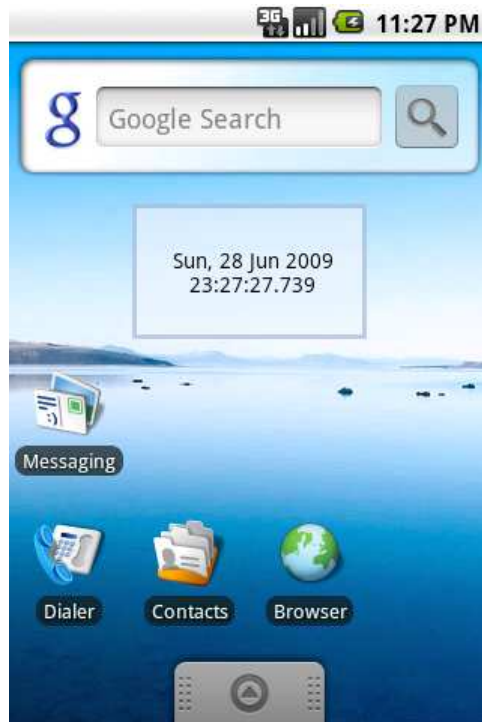 3G 11:27 PM
g Google Search
Sun, 28 Jun 2009
23:27:27.739
Messaging
Dialer Contacts Browser